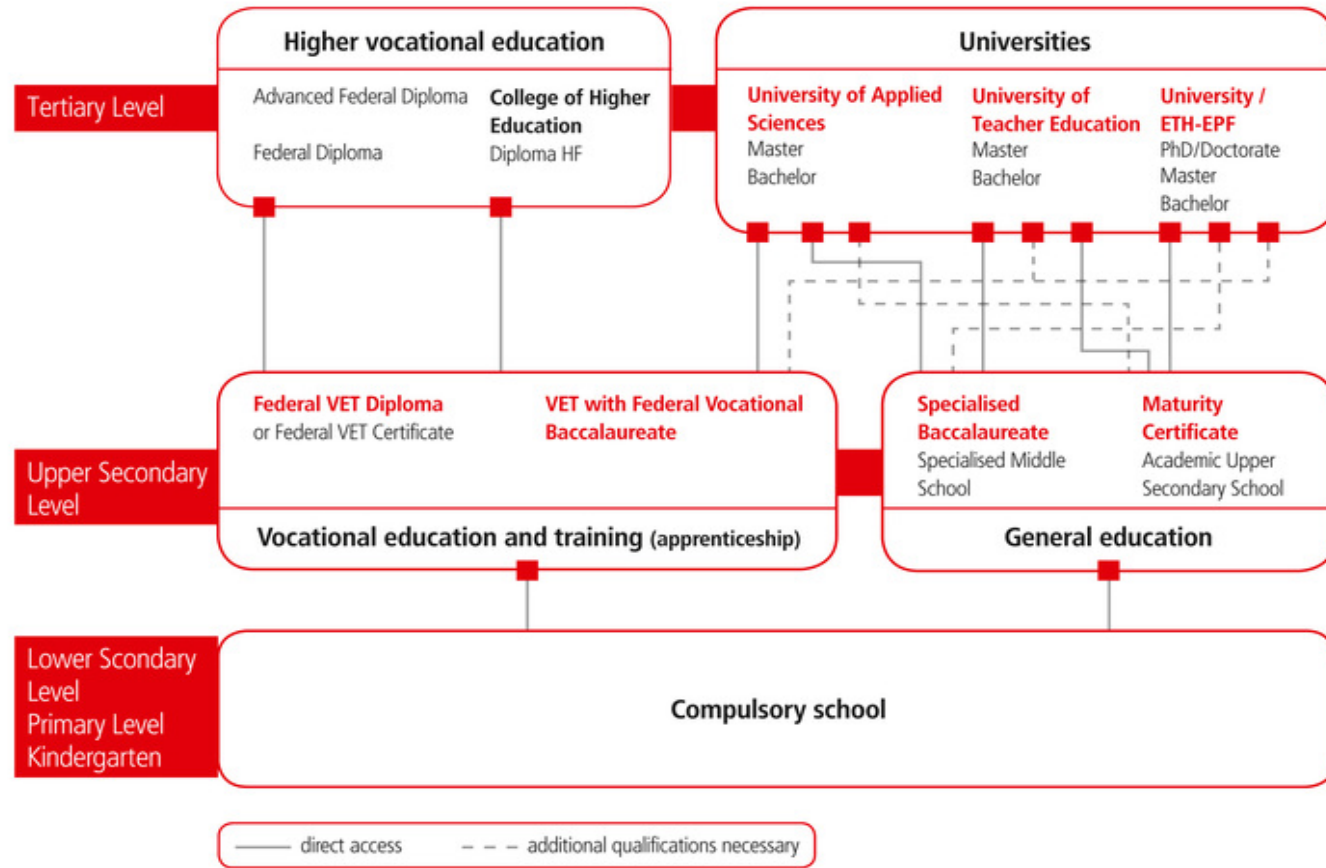 Higher vocational education
Universities
Tertiary Level
Advanced Federal Diploma
Federal Diploma
College of Higher
Education
Diploma HF
University of Applied
Sciences
Master
Bachelor
University of
Teacher Education
Master
Bachelor
University /
ETH-EPF
PhD/Doctorate
Master
Bachelor
Upper Secondary
Level
Federal VET Diploma
or Federal VET Certificate
VET with Federal Vocational
Baccalaureate
Vocational education and training (apprenticeship)
Specialised
Baccalaureate
Specialised Middle
School
Maturity
Certificate
Academic Upper
Secondary School
General education
Lower Scondary
Level
Primary Level
Kindergarten
Compulsory school
direct access
additional qualifications necessary